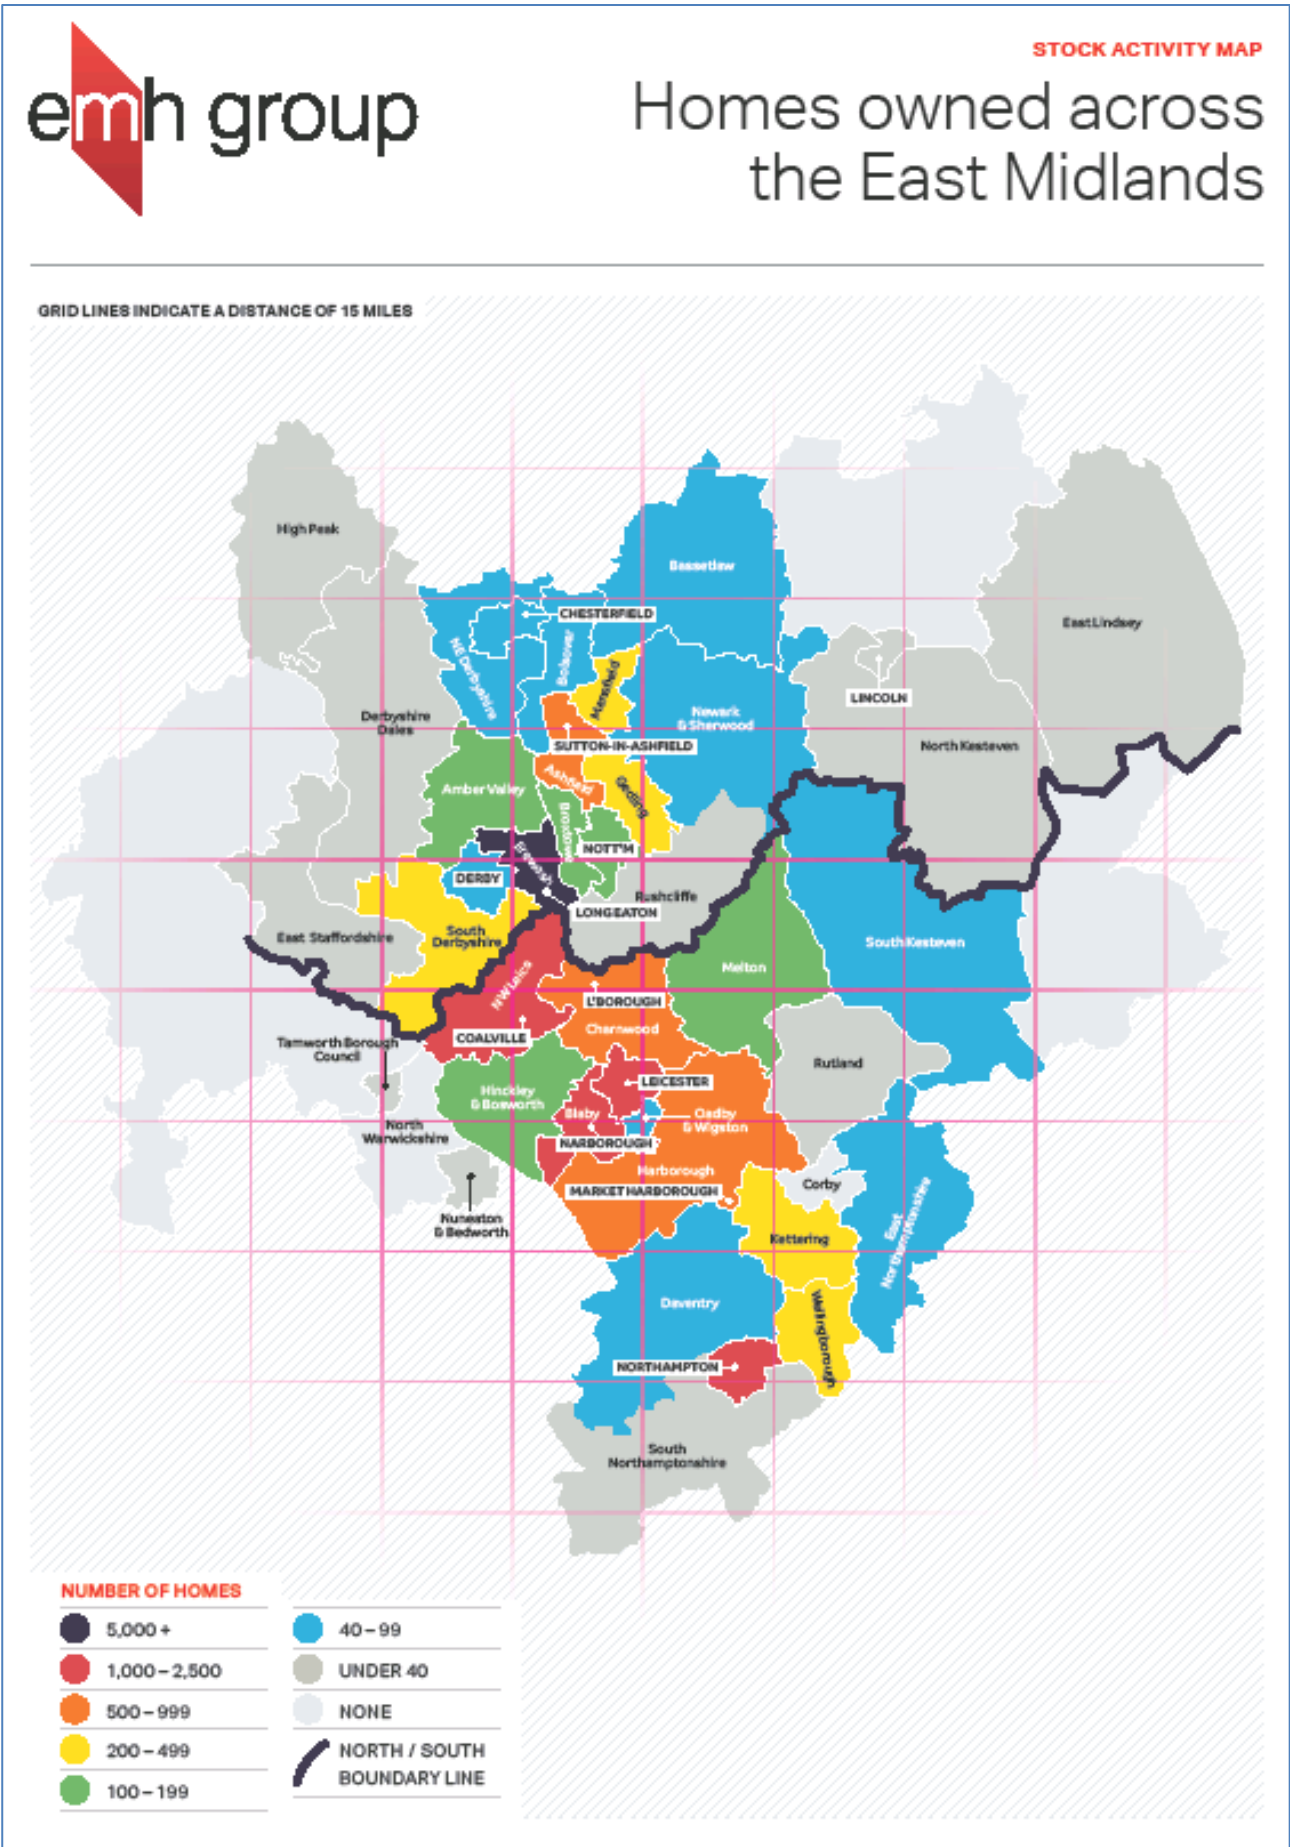 emh group
STOCK ACTIVITY MAP
Homes owned across
the East Midlands
GRID LINES INDICATE A DISTANCE OF 15 MILES
High Peak
Bassetlaw
CHESTERFIELD
East Lindsey
Bolsover
NE Derbyshire
Mansfield
LINCOLN
Derbyshire
Dales
Newark
& Sherwood
SUTTON-IN-ASHFIELD
North Kesteven
Ashfield
Amber Valley
Gedling
Broxtowe
NOTT'M
Erewash
DERBY
Rushcliffe
LONG EATON
East Staffordshire
South
Derbyshire
South Kesteven
Melton
NW Leics
L'BOROUGH
Charnwood
COALVILLE
Tamworth Borough
Council
Rutland
LEICESTER
Hinckley
& Bosworth
Blaby
Oadby
& Wigston
North
Warwickshire
NARBOROUGH
Harborough
MARKET HARBOROUGH
Corby
Nuneaton
& Bedworth
East
Northamptonshire
Kettering
Daventry
Wellingborough
NORTHAMPTON
South
Northamptonshire
NUMBER OF HOMES
5,000 +
1,000 – 2,500
500 – 999
200 – 499
100 – 199
40 – 99
UNDER 40
NONE
NORTH / SOUTH
BOUNDARY LINE